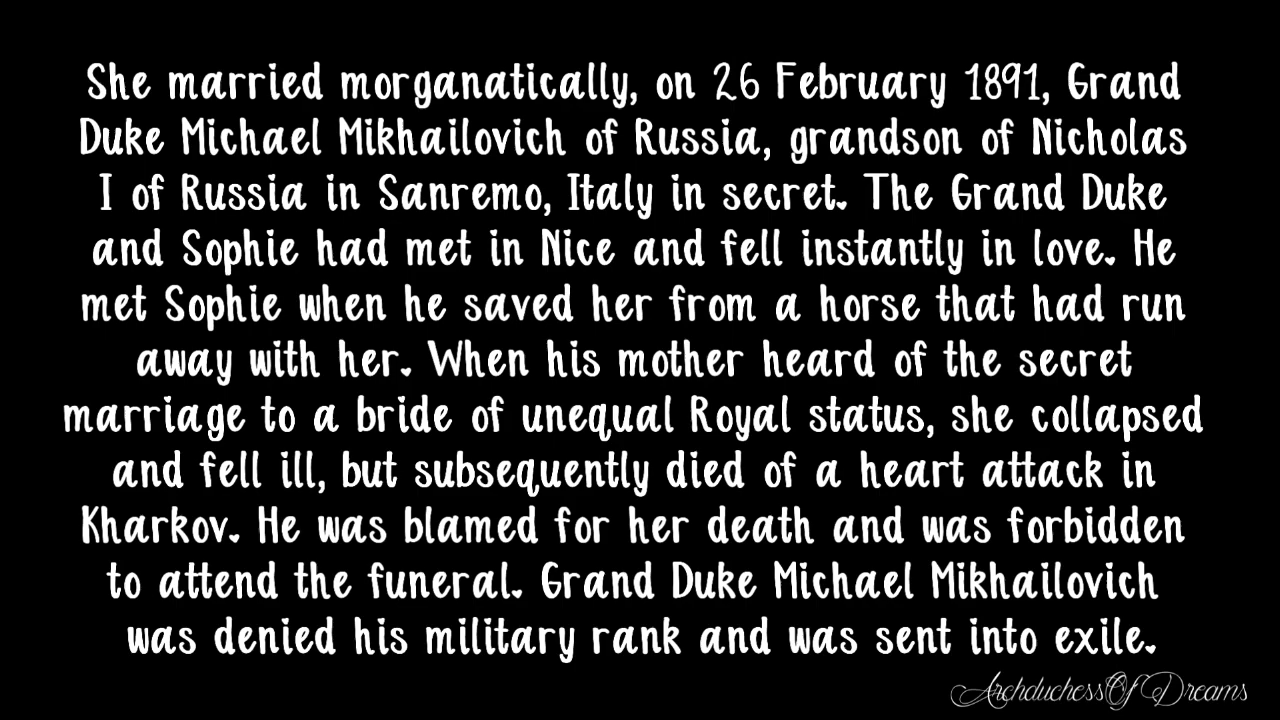 She married morganatically, on 26 February 1891, Grand
Duke Michael Mikhailovich of Russia, grandson of Nicholas
I of Russia in Sanremo, Italy in secret. The Grand Duke
and Sophie had met in Nice and fell instantly in love. He
met Sophie when he saved her from a horse that had run
away with her. When his mother heard of the secret
marriage to a bride of unequal Royal status, she collapsed
and fell ill, but subsequently died of a heart attack in
Kharkov. He was blamed for her death and was forbidden
to attend the funeral. Grand Duke Michael Mikhailovich
was denied his military rank and was sent into exile.
ArchduchessOfDreams